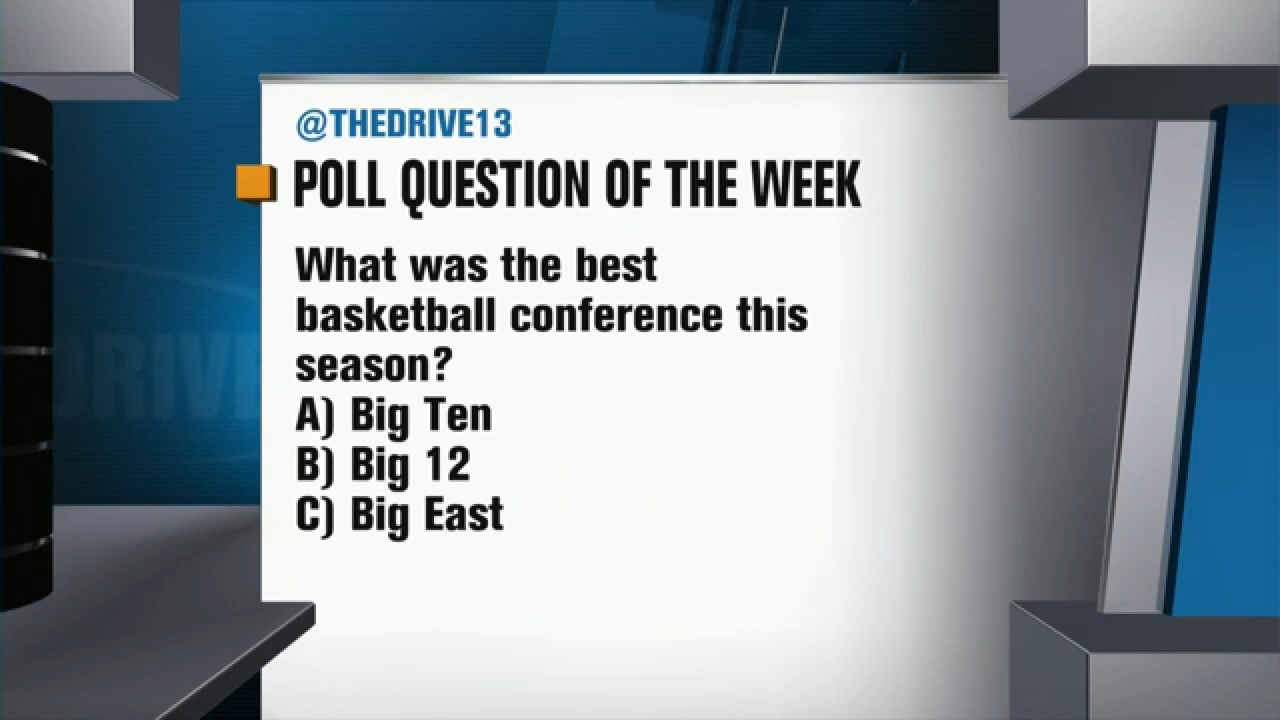 @THEDRIVE13
POLL QUESTION OF THE WEEK
What was the best
basketball conference this
season?
A) Big Ten
B) Big 12
C) Big East
DRIVE